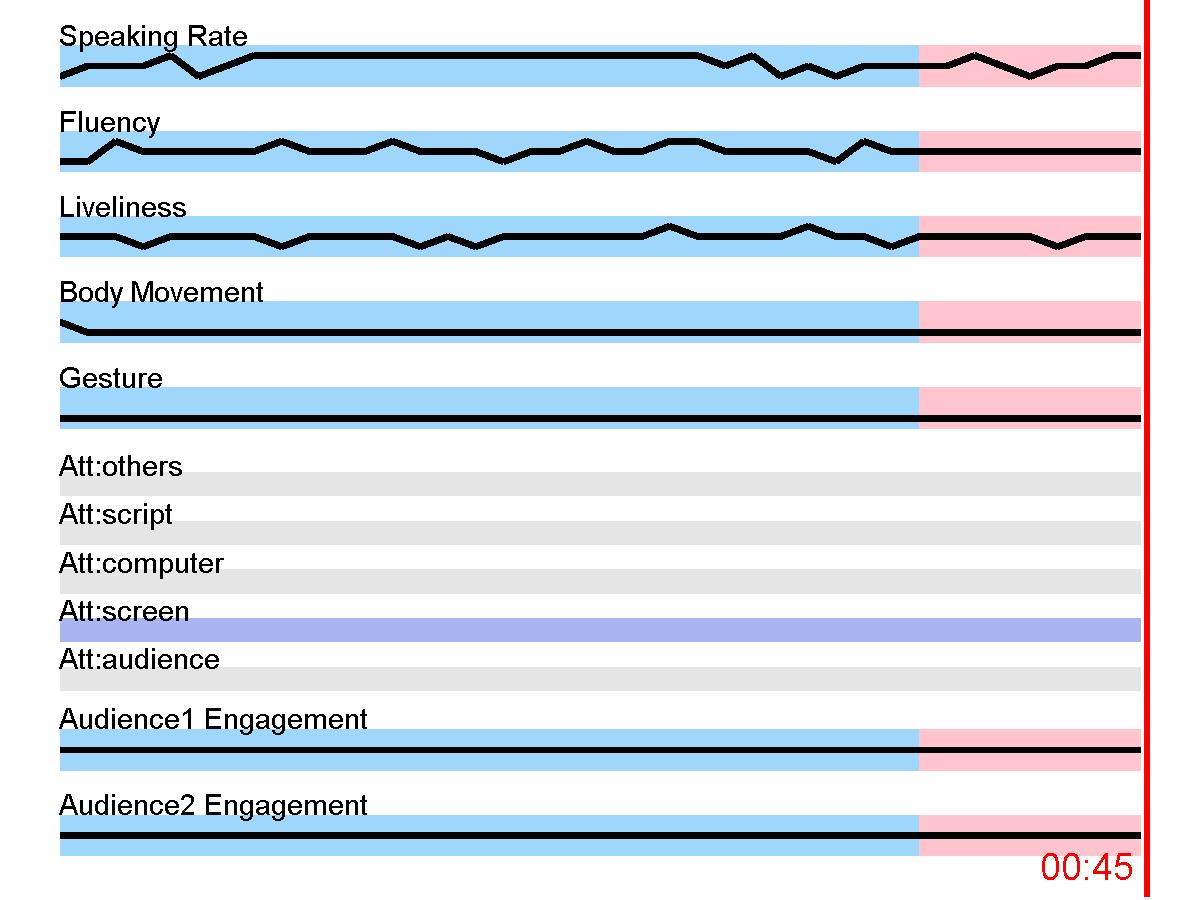 Speaking Rate
Fluency
Liveliness
Body Movement
Gesture
Att:others
Att:script
Att:computer
Att:screen
Att:audience
Audience1 Engagement
Audience2 Engagement
00:45